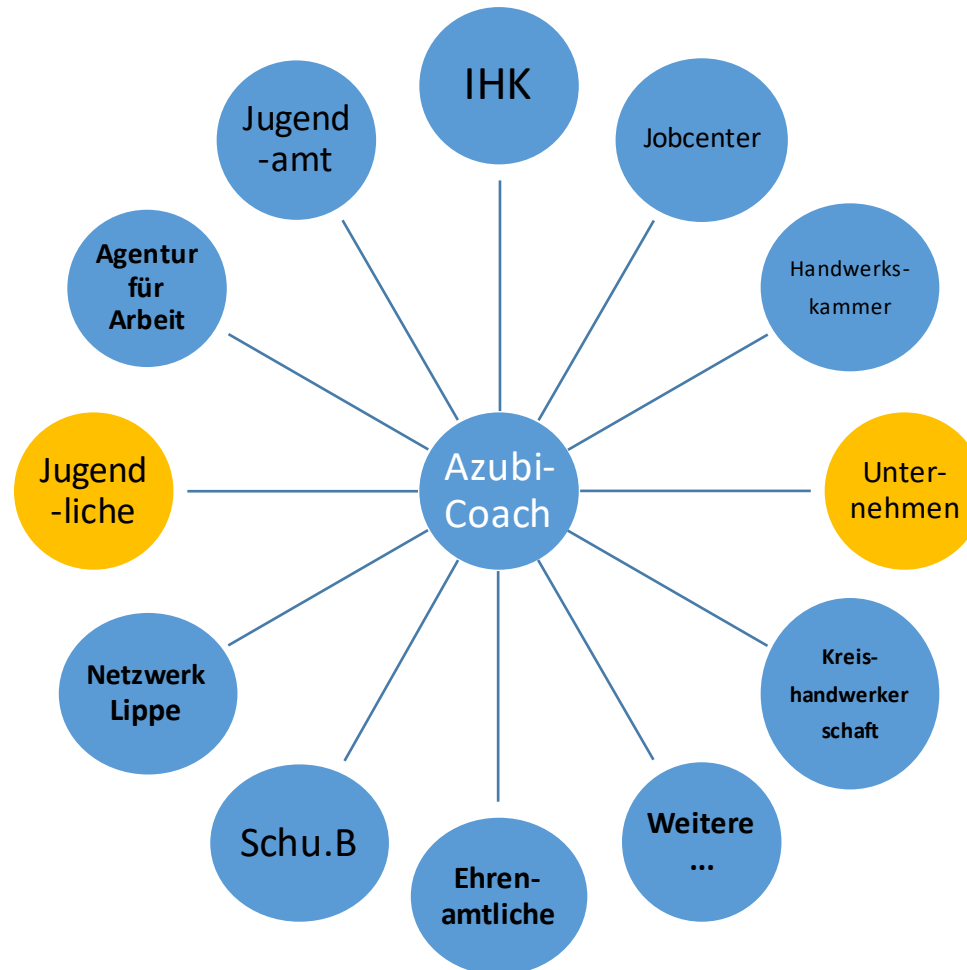 IHK
Jugend
-amt
Jobcenter
Agentur
für
Arbeit
Handwerks-
kammer
Jugend
-liche
Azubi-
Coach
Unter-
nehmen
Netzwerk
Lippe
Kreis-
handwerker
schaft
Schu.B
Weitere
...
Ehren-
amtliche